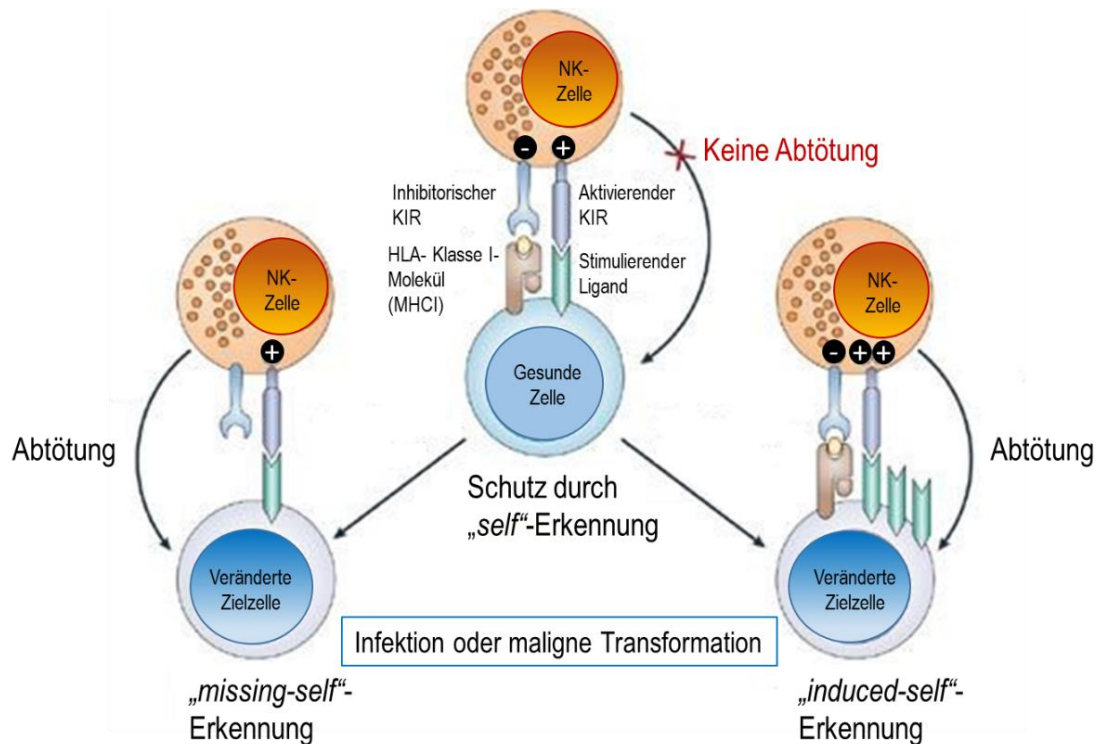 NK-
Zelle
-
+
Keine Abtötung
Inhibitorischer
KIR
Aktivierender
KIR
HLA- Klasse I-
Molekül
(MHCI)
Stimulierender
Ligand
Gesunde
Zelle
Schutz durch
„self“-Erkennung
NK-
Zelle
+
Abtötung
Veränderte
Zielzelle
„missing-self“-
Erkennung
NK-
Zelle
-
+
+
Abtötung
Veränderte
Zielzelle
„induced-self“-
Erkennung
Infektion oder maligne Transformation